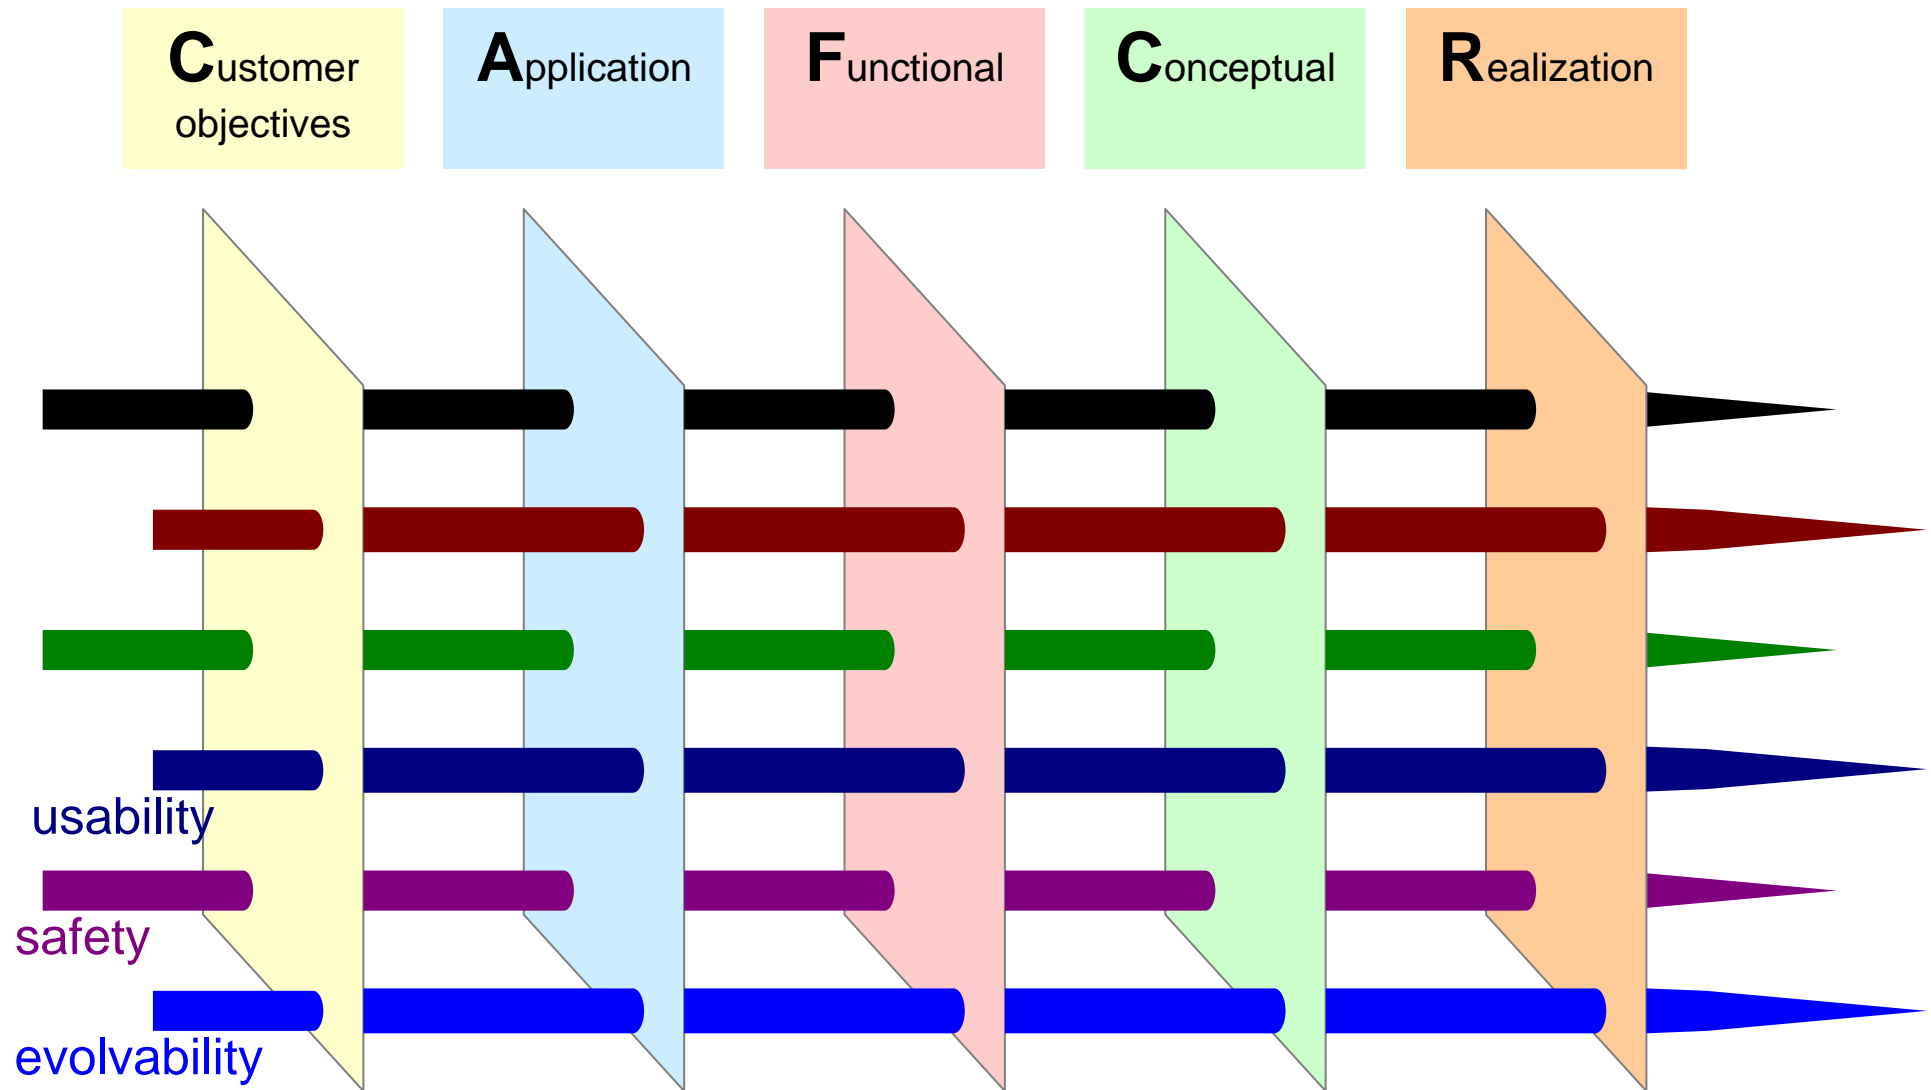 Customer
objectives
Application
Functional
Conceptual
Realization
usability
safety
evolvability